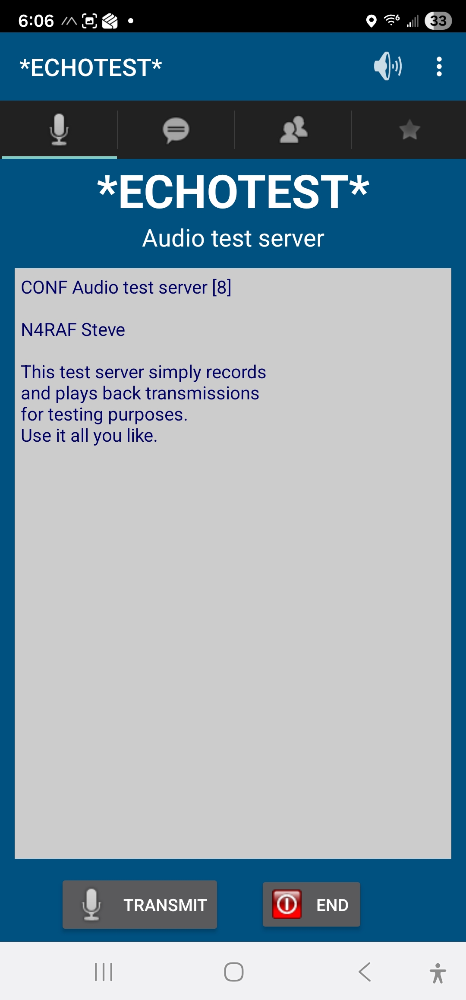 6:06
6
33
*ECHOTEST*
*ECHOTEST*
Audio test server
CONF Audio test server [8]
N4RAF Steve
This test server simply records
and plays back transmissions
for testing purposes.
Use it all you like.
TRANSMIT
END